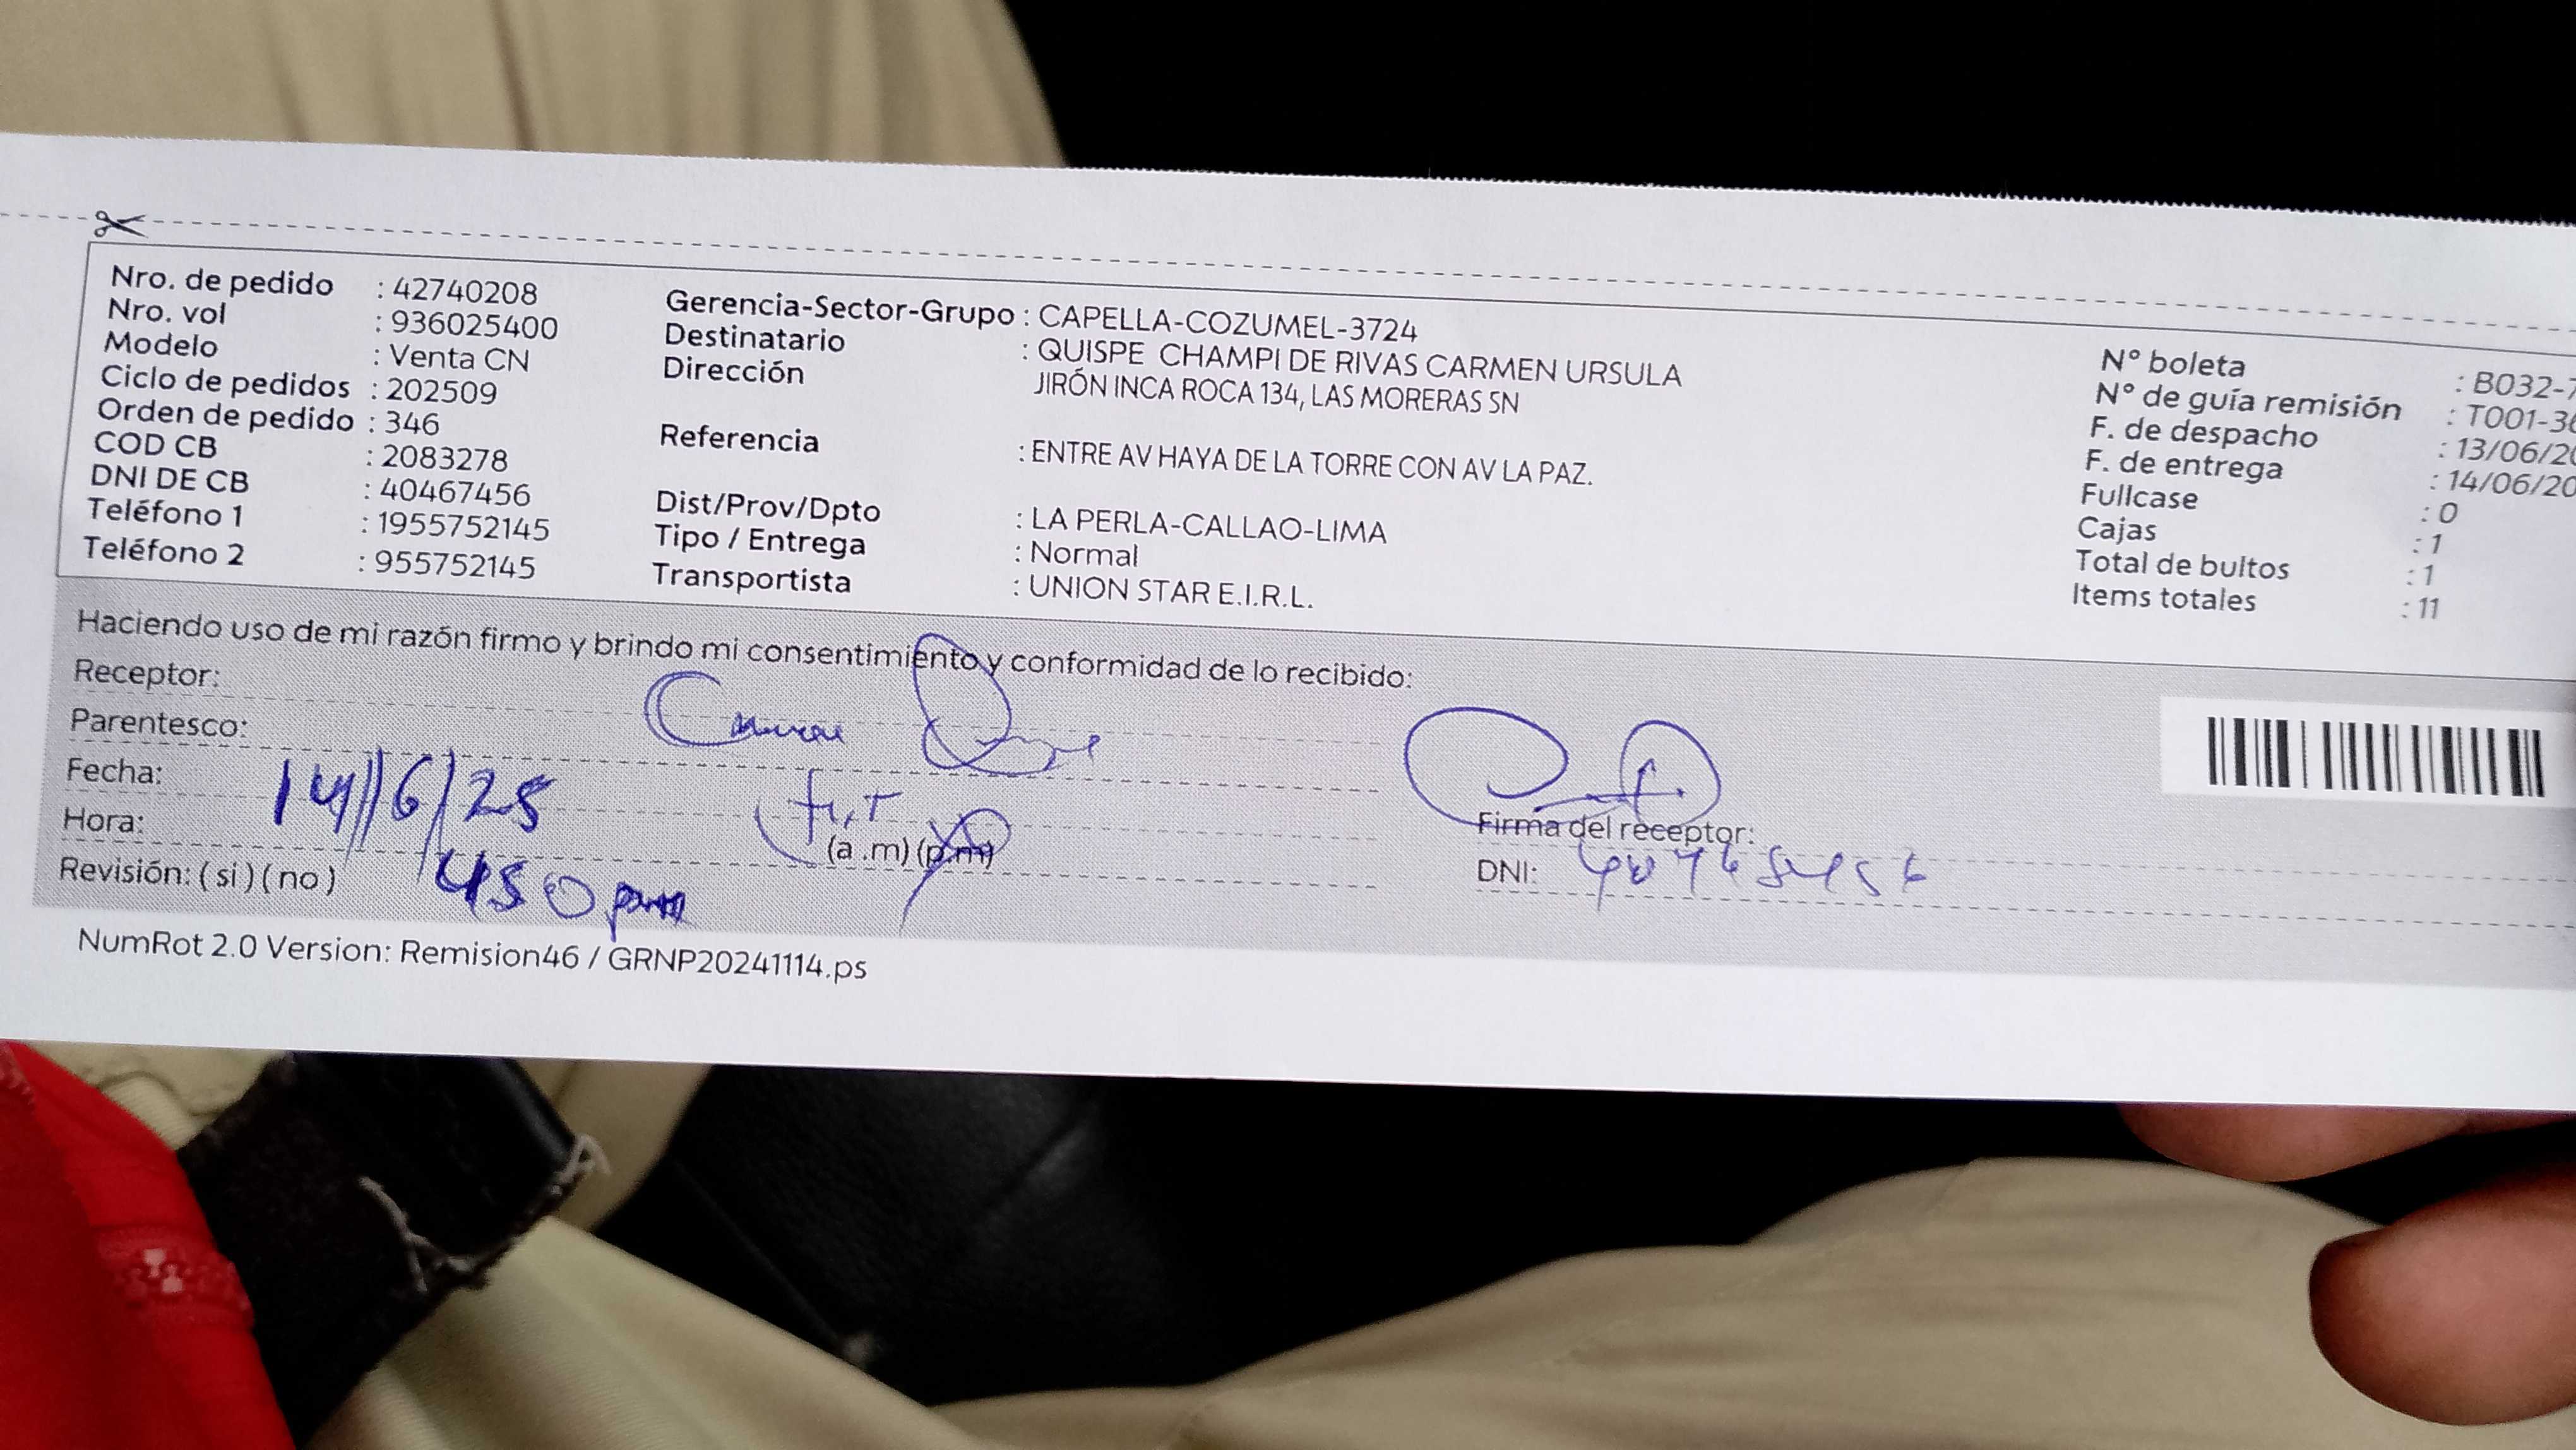 Nro. de pedido : 42740208
Nro. vol : 936025400
Modelo : Venta CN
Ciclo de pedidos : 202509
Orden de pedido : 346
COD CB : 2083278
DNI DE CB : 40467456
Teléfono 1 : 1955752145
Teléfono 2 : 955752145
Gerencia-Sector-Grupo : CAPELLA-COZUMEL-3724
Destinatario : QUISPE CHAMPI DE RIVAS CARMEN URSULA
Dirección JIRÓN INCA ROCA 134, LAS MORERAS SN
Referencia : ENTRE AV HAYA DE LA TORRE CON AV LA PAZ.
Dist/Prov/Dpto : LA PERLA-CALLAO-LIMA
Tipo / Entrega : Normal
Transportista : UNION STAR E.I.R.L.
N° boleta : B032-7
N° de guía remisión : T001-36
F. de despacho : 13/06/20
F. de entrega : 14/06/20
Fullcase : 0
Cajas : 1
Total de bultos : 1
Items totales : 11
Haciendo uso de mi razón firmo y brindo mi consentimiento y conformidad de lo recibido:
Receptor:
Parentesco:
Fecha: 14/6/25
Hora: 450 pm (a .m) (p.m)
Revisión: ( si ) ( no )
Firma del receptor:
DNI:
NumRot 2.0 Version: Remision46 / GRNP20241114.ps